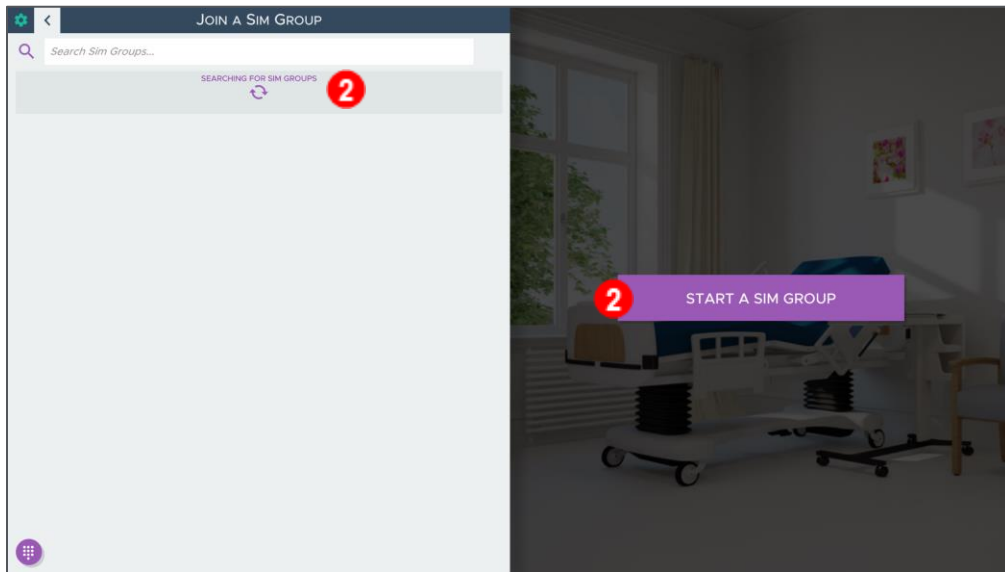 JOIN A SIM GROUP
Search Sim Groups...
SEARCHING FOR SIM GROUPS
2
2
START A SIM GROUP